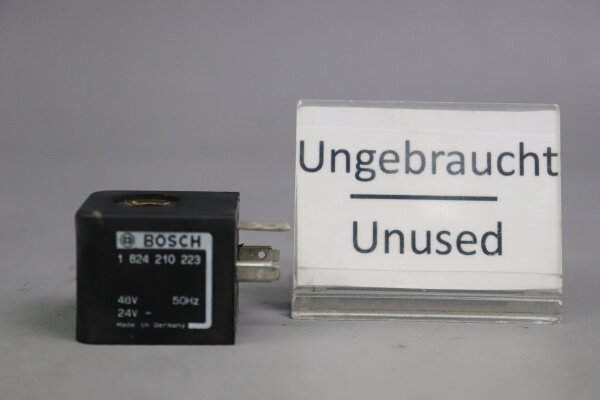 BOSCH
1 824 210 223
48V 50Hz
24V -
Made in Germany
Ungebraucht
Unused